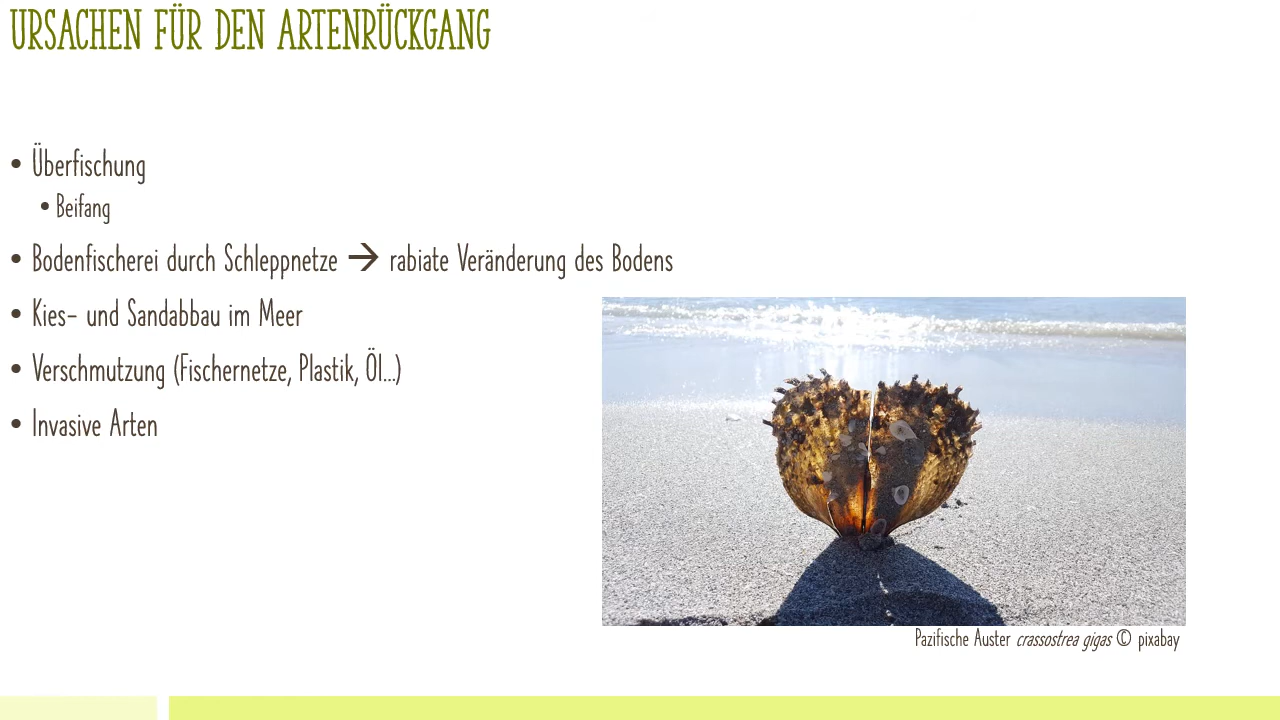 URSACHEN FÜR DEN ARTENRÜCKGANG
• Überfischung
• Beifang
• Bodenfischerei durch Schleppnetze → rabiate Veränderung des Bodens
• Kies- und Sandabbau im Meer
• Verschmutzung (Fischernetze, Plastik, Öl...)
• Invasive Arten
Pazifische Auster crassostrea gigas © pixabay